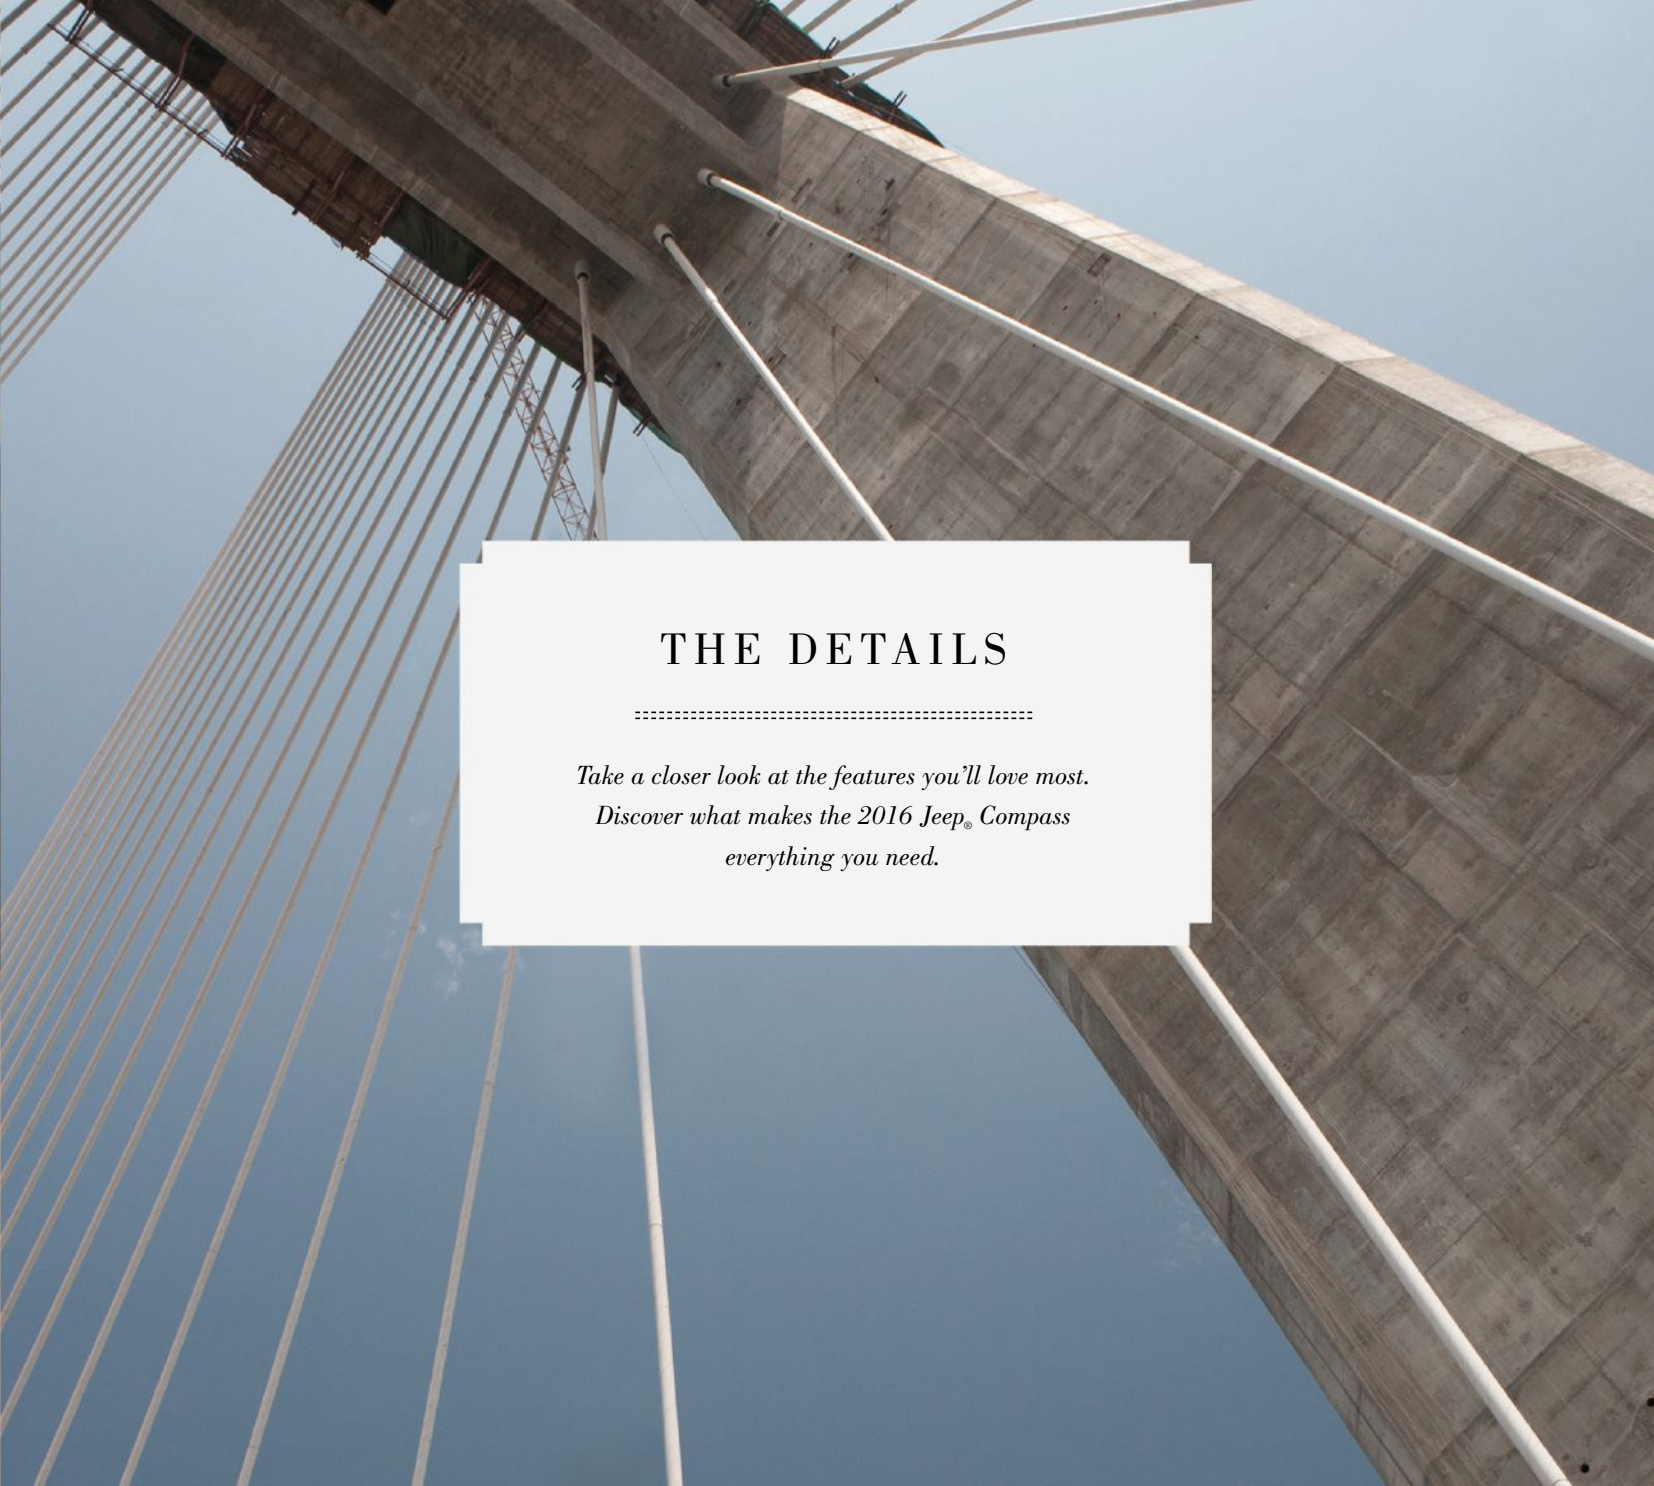 THE DETAILS
Take a closer look at the features you’ll love most.
Discover what makes the 2016 Jeep® Compass
everything you need.